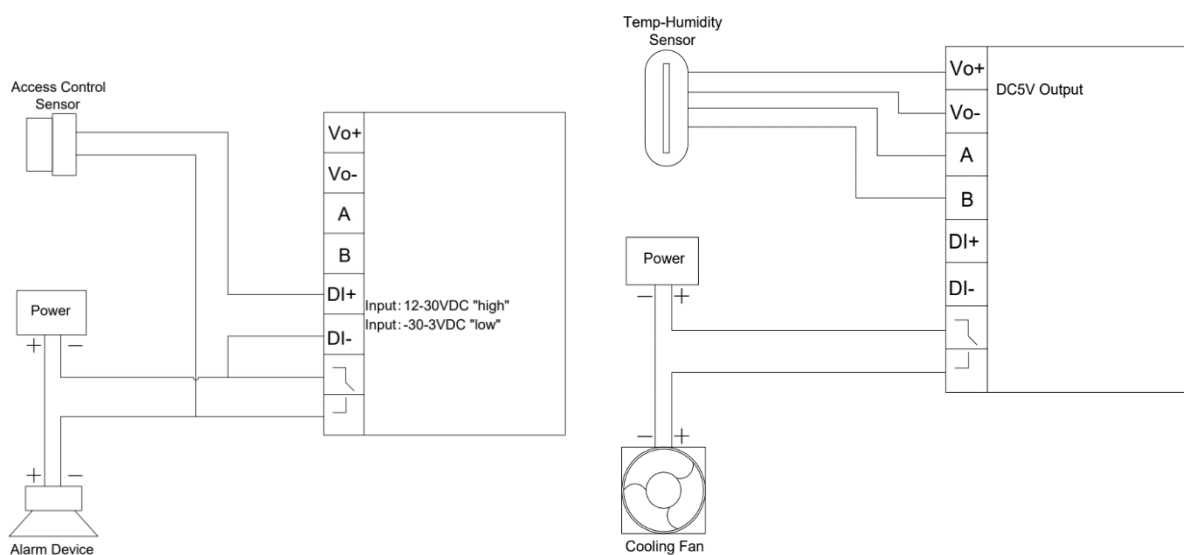 Access Control
Sensor
Vo+
Vo-
A
B
DI+
Input: 12-30VDC "high"
Input: -30-3VDC "low"
DI-
Power
+ −
+ −
Alarm Device
Temp-Humidity
Sensor
Vo+
DC5V Output
Vo-
A
B
DI+
DI-
Power
− +
− +
Cooling Fan